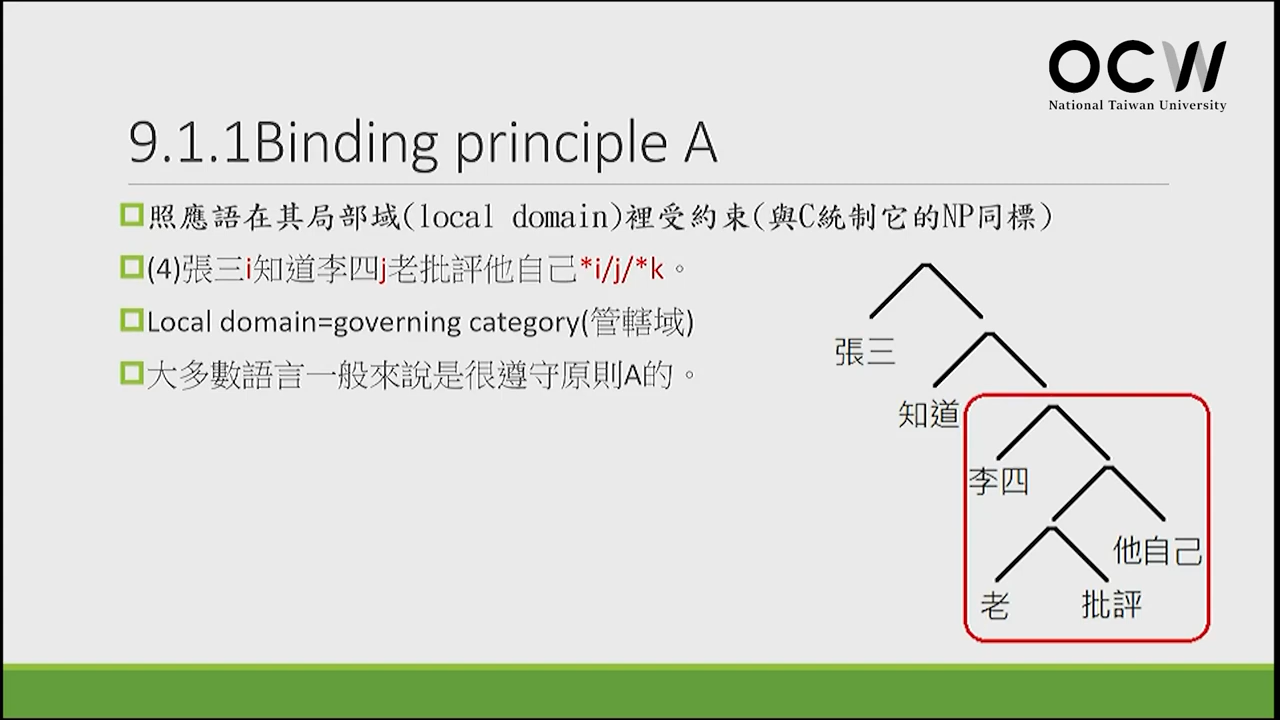 OCW
National Taiwan University
9.1.1Binding principle A
照應語在其局部域(local domain)裡受約束(與C統制它的NP同標)
(4)張三i知道李四j老批評他自己*i/j/*k。
Local domain=governing category(管轄域)
大多數語言一般來說是很遵守原則A的。
張三
知道
李四
他自己
老
批評